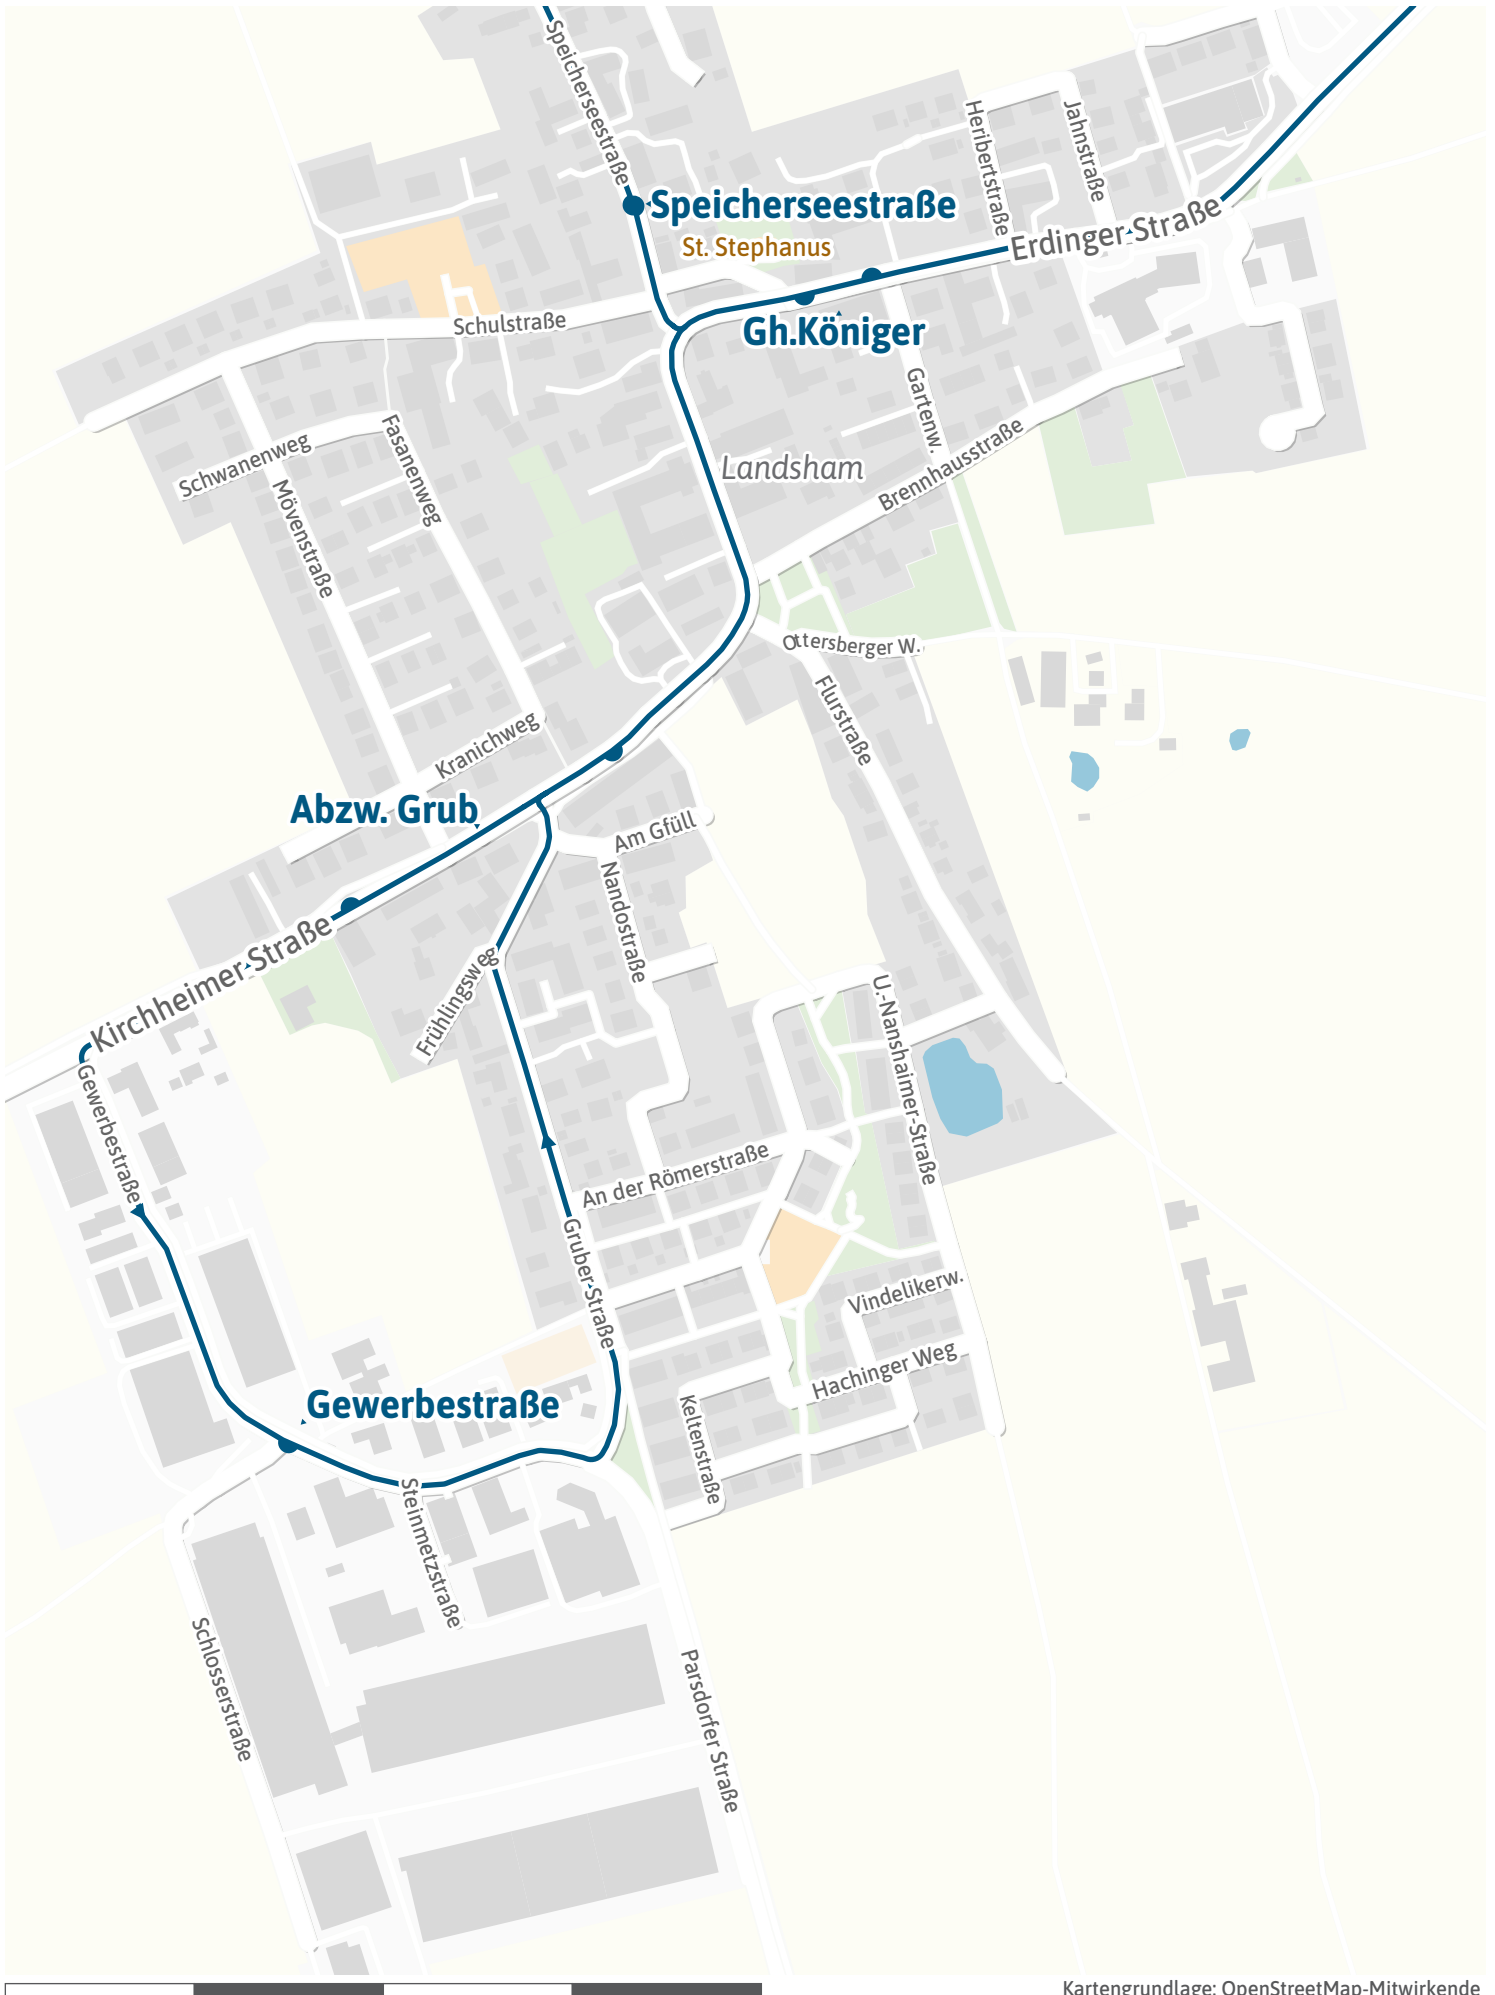 Speicherseestraße
Heribertstraße
Jahnstraße
Speicherseestraße
St. Stephanus
Erdinger Straße
Gh.Königer
Schulstraße
Gartenw.
Schwanenweg
Fasanenweg
Landsham
Brennhausstraße
Mövenstraße
Ottersberger W.
Flurstraße
Kranichweg
Abzw. Grub
Am Gfüll
Nandostraße
Kirchheimer Straße
Frühlingsweg
U.-Nanshaimer-Straße
Gewerbestraße
An der Römerstraße
Gruber Straße
Vindelikerw.
Hachinger Weg
Gewerbestraße
Keltenstraße
Steinmetzstraße
Schlosserstraße
Parsdorfer Straße
Kartengrundlage: OpenStreetMap-Mitwirkende